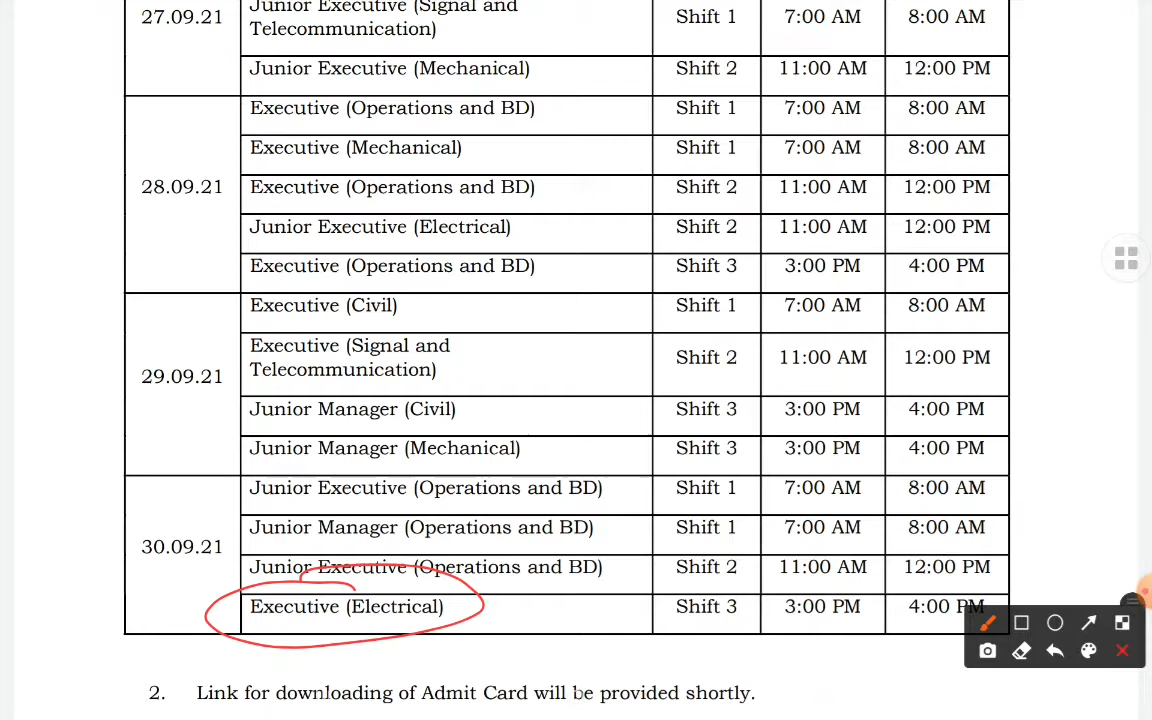 Junior Executive (Signal and
27.09.21 Telecommunication) Shift 1 7:00 AM 8:00 AM
Junior Executive (Mechanical) Shift 2 11:00 AM 12:00 PM
Executive (Operations and BD) Shift 1 7:00 AM 8:00 AM
Executive (Mechanical) Shift 1 7:00 AM 8:00 AM
28.09.21 Executive (Operations and BD) Shift 2 11:00 AM 12:00 PM
Junior Executive (Electrical) Shift 2 11:00 AM 12:00 PM
Executive (Operations and BD) Shift 3 3:00 PM 4:00 PM
Executive (Civil) Shift 1 7:00 AM 8:00 AM
Executive (Signal and
Telecommunication) Shift 2 11:00 AM 12:00 PM
29.09.21
Junior Manager (Civil) Shift 3 3:00 PM 4:00 PM
Junior Manager (Mechanical) Shift 3 3:00 PM 4:00 PM
Junior Executive (Operations and BD) Shift 1 7:00 AM 8:00 AM
Junior Manager (Operations and BD) Shift 1 7:00 AM 8:00 AM
30.09.21
Junior Executive (Operations and BD) Shift 2 11:00 AM 12:00 PM
Executive (Electrical) Shift 3 3:00 PM 4:00 PM
2. Link for downloading of Admit Card will be provided shortly.